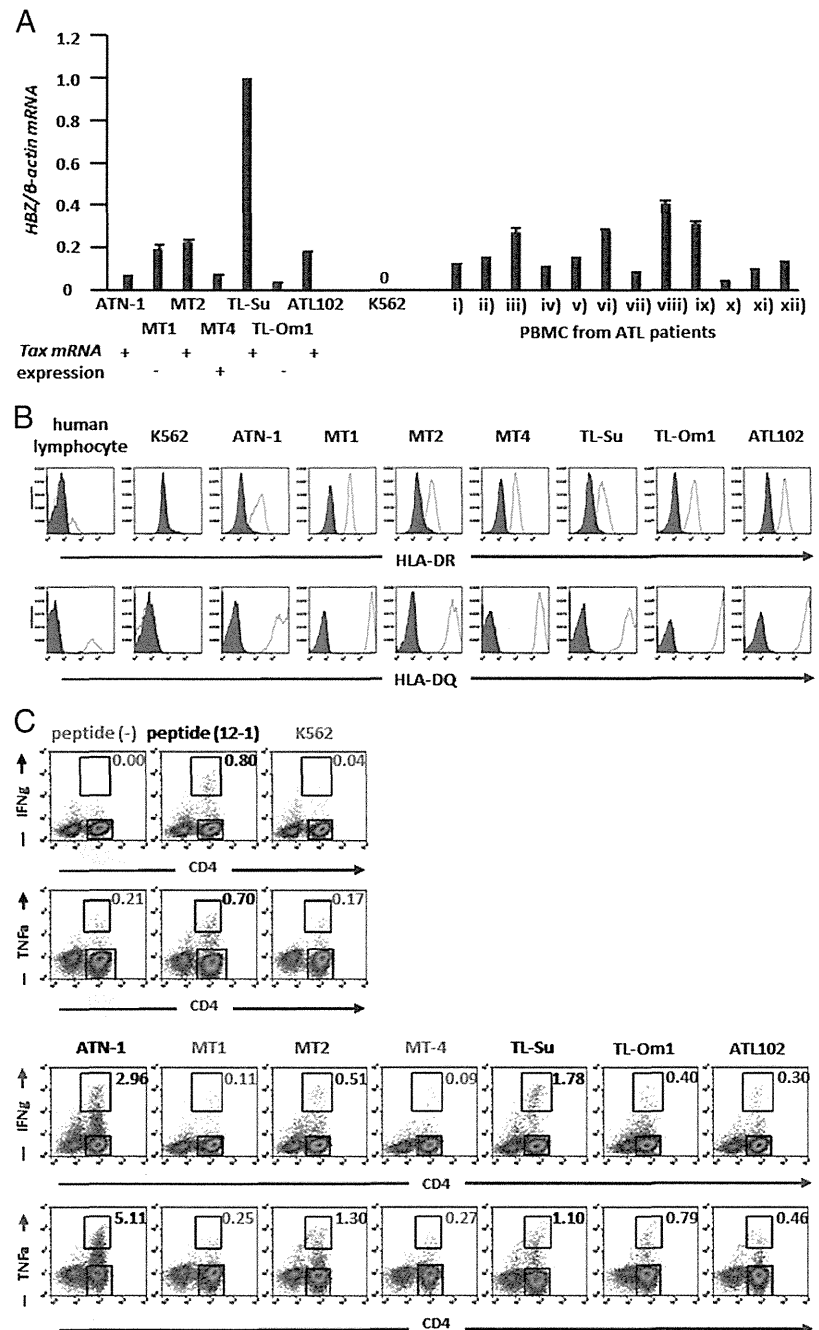 A
1.2
1.0
0.8
0.6
0.4
0.2
0
HBZ/β-actin mRNA
0
ATN-1 MT2 TL-Su ATL102 K562 i) ii) iii) iv) v) vi) vii) viii) ix) x) xi) xii)
MT1 MT4 TL-Om1 PBMC from ATL patients
Tax mRNA + + + +
expression - + -
B
human
lymphocyte K562 ATN-1 MT1 MT2 MT4 TL-Su TL-Om1 ATL102
HLA-DR
HLA-DQ
C
peptide (-) peptide (12-1) K562
0.00 0.80 0.04
IFNg
CD4
0.21 0.70 0.17
TNFa
CD4
ATN-1 MT1 MT2 MT-4 TL-Su TL-Om1 ATL102
2.96 0.11 0.51 0.09 1.78 0.40 0.30
IFNg
CD4
5.11 0.25 1.30 0.27 1.10 0.79 0.46
TNFa
CD4